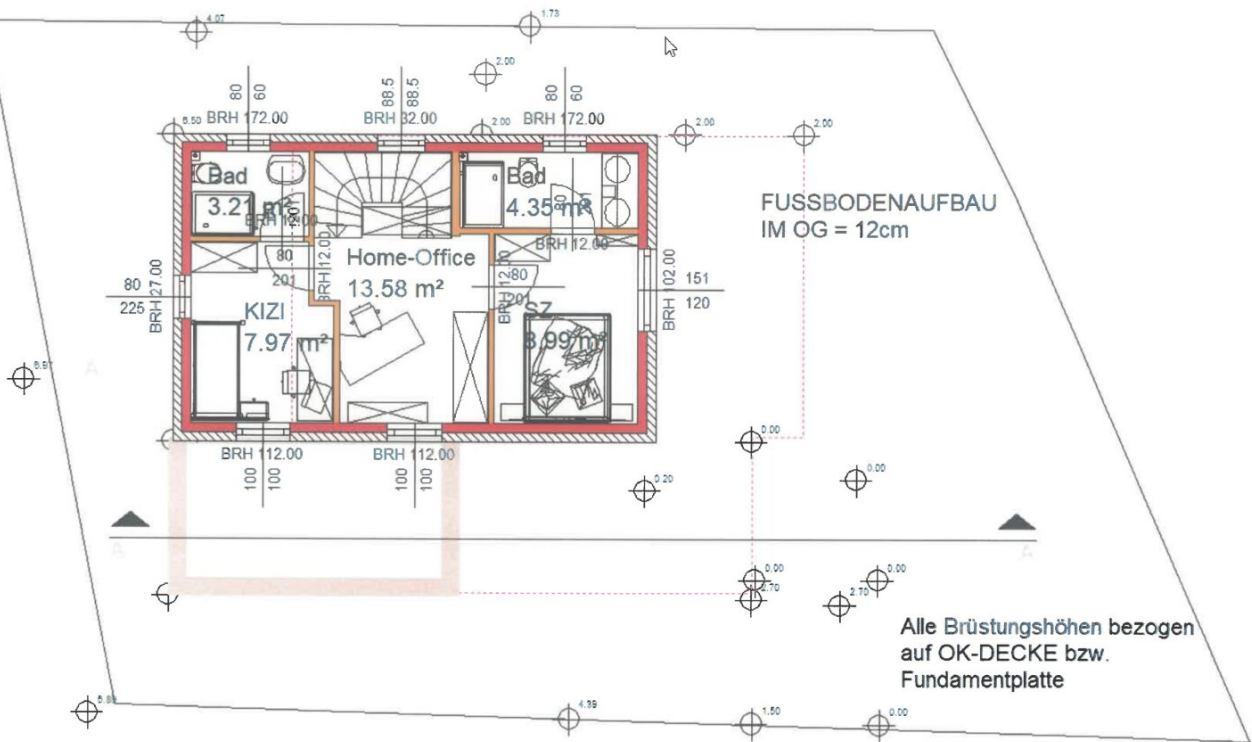 4.07
1.73
2.00
80
60
BRH 172.00
88.5
88.5
BRH 32.00
80
60
BRH 172.00
6.50
2.00
2.00
2.00
Bad
3.21 m²
Bad
4.35 m²
80
FUSSBODENAUFBAU
IM OG = 12cm
BRH 12.00
BRH 12.00
80
201
Home-Office
13.58 m²
BRH 12.00
80
201
80
225
BRH 27.00
KIZI
7.97 m²
SZ
8,99 m²
BRH 102.00
151
120
A
BRH 112.00
100
100
BRH 112.00
100
100
0.00
0.00
0.20
A
A
0.00
0.00
2.70
2.70
Alle Brüstungshöhen bezogen
auf OK-DECKE bzw.
Fundamentplatte
4.39
1.50
0.00